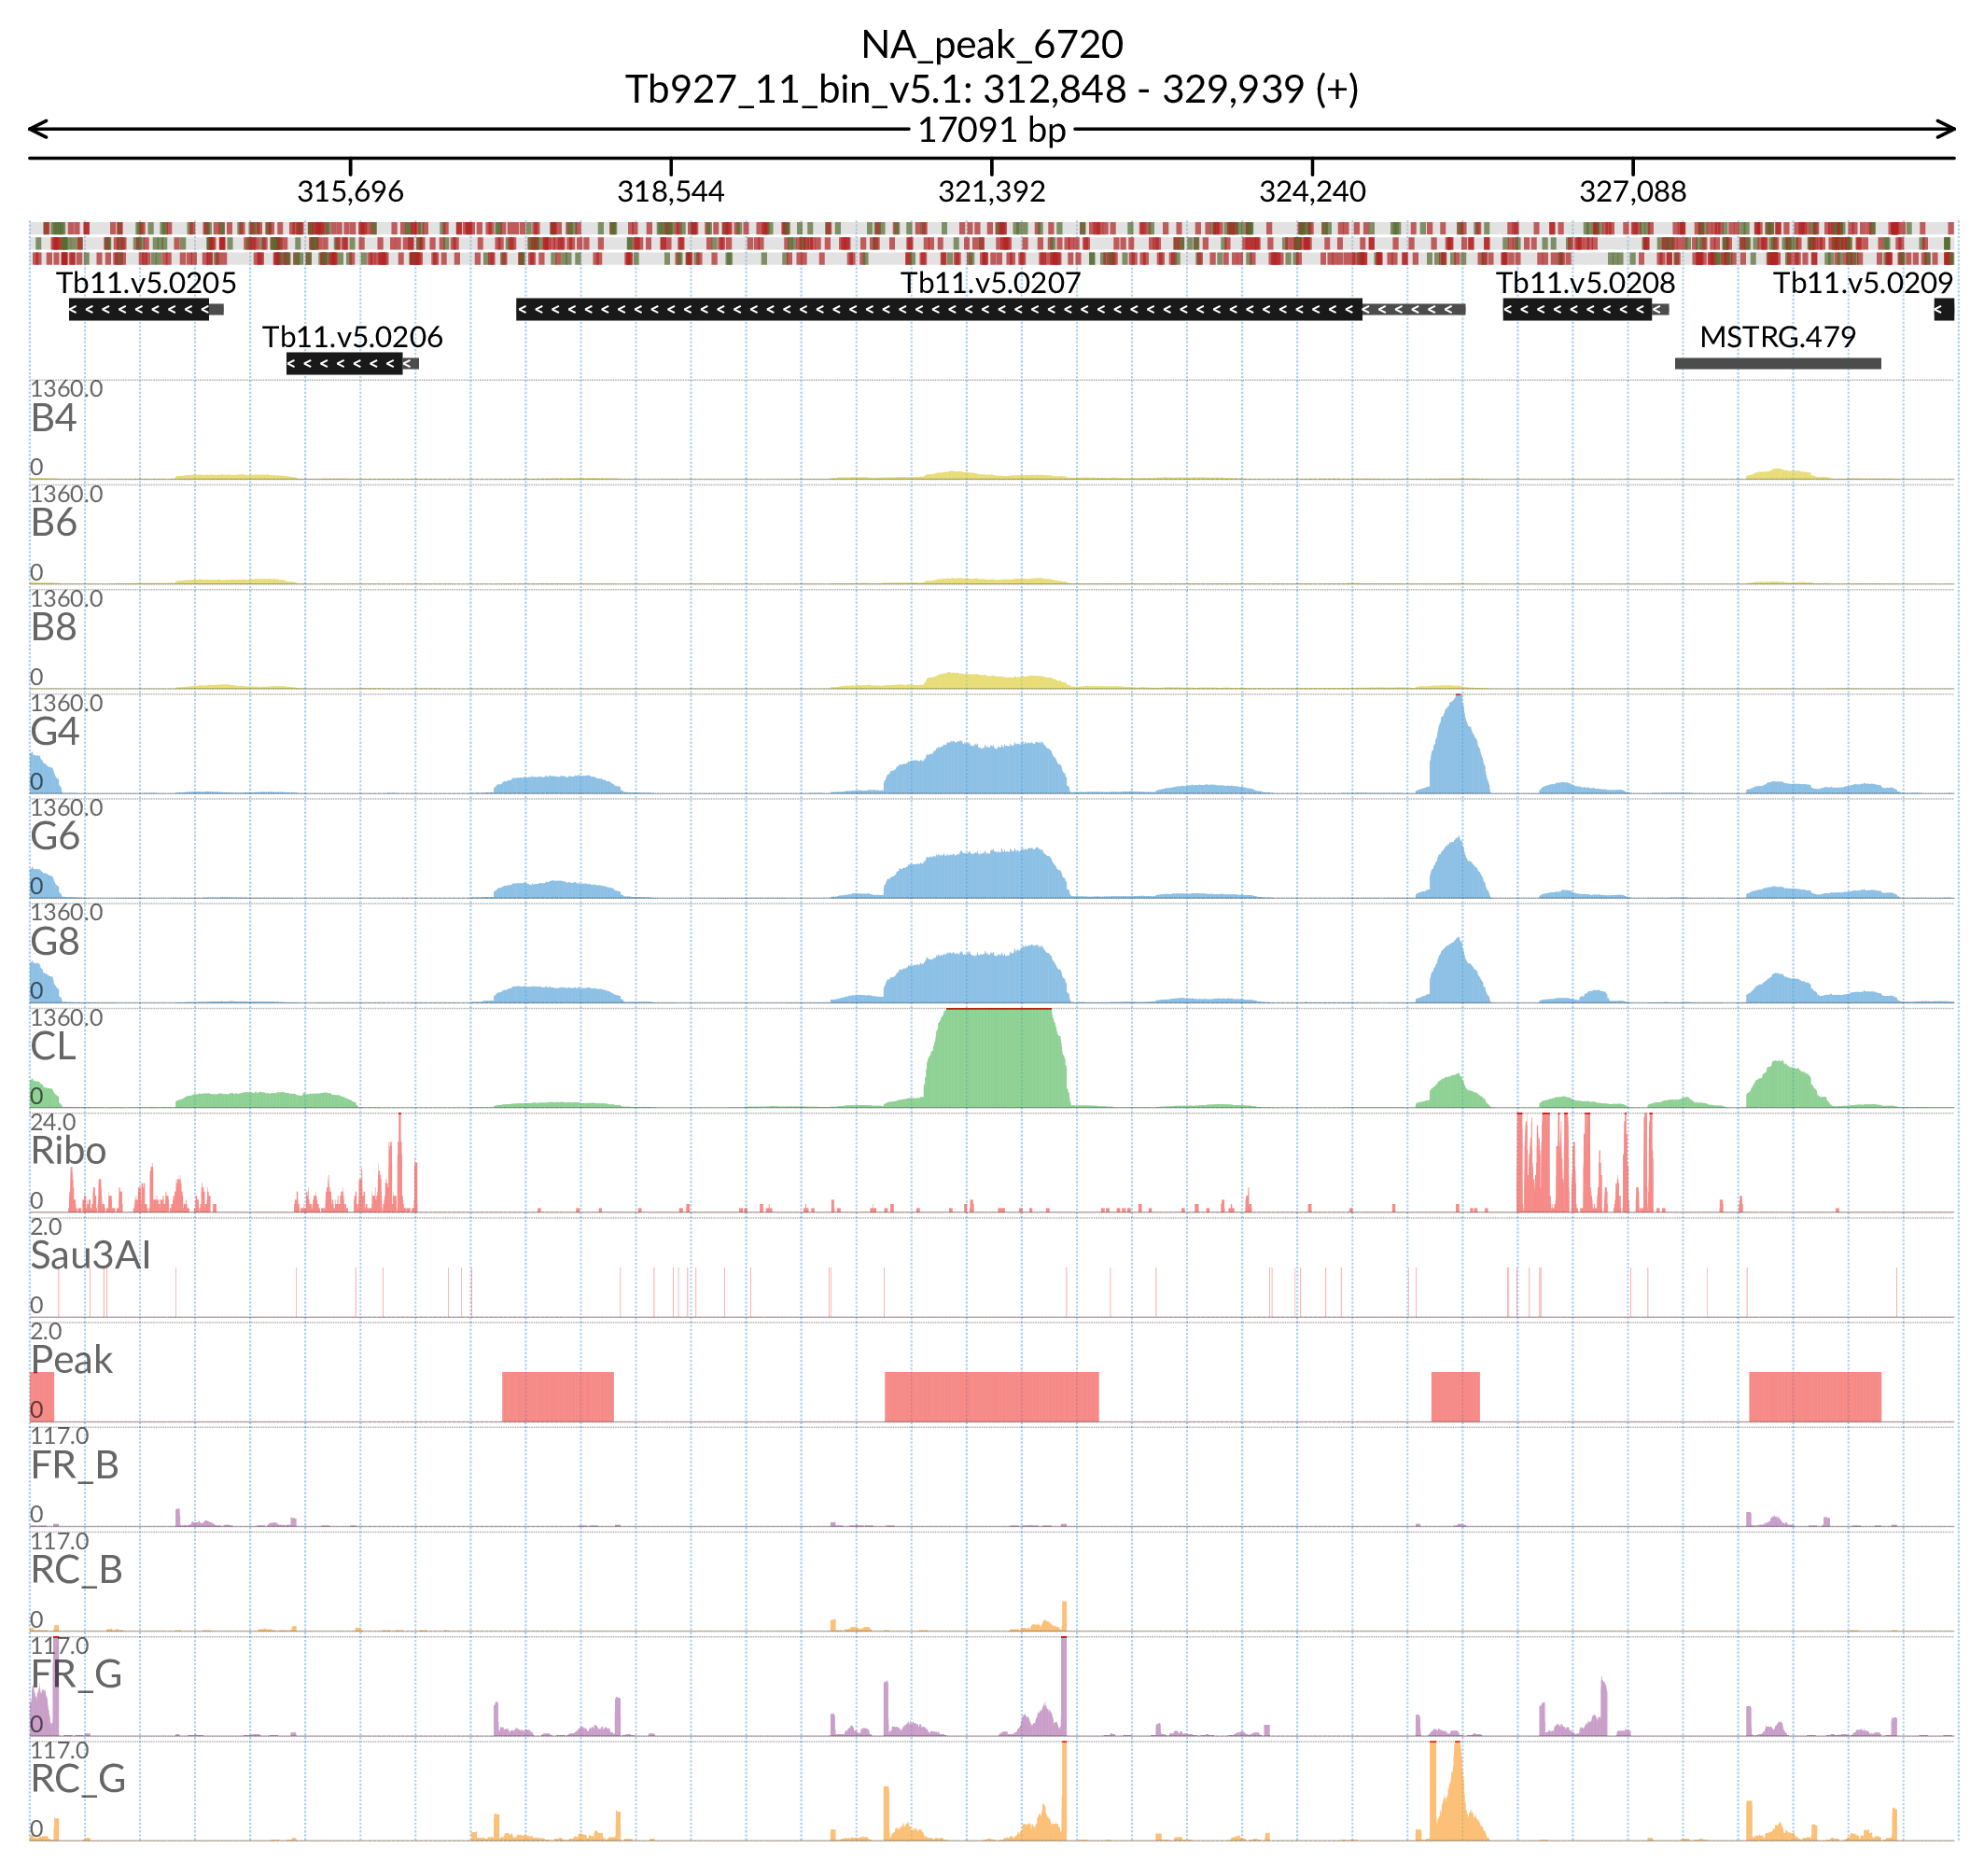 NA_peak_6720
Tb927_11_bin_v5.1: 312,848 - 329,939 (+)
17091 bp
315,696 318,544 321,392 324,240 327,088
Tb11.v5.0205 Tb11.v5.0207 Tb11.v5.0208 Tb11.v5.0209
Tb11.v5.0206 MSTRG.479
1360.0
B4
0
1360.0
B6
0
1360.0
B8
0
1360.0
G4
0
1360.0
G6
0
1360.0
G8
0
1360.0
CL
0
24.0
Ribo
0
2.0
Sau3AI
0
2.0
Peak
0
117.0
FR_B
0
117.0
RC_B
0
117.0
FR_G
0
117.0
RC_G
0